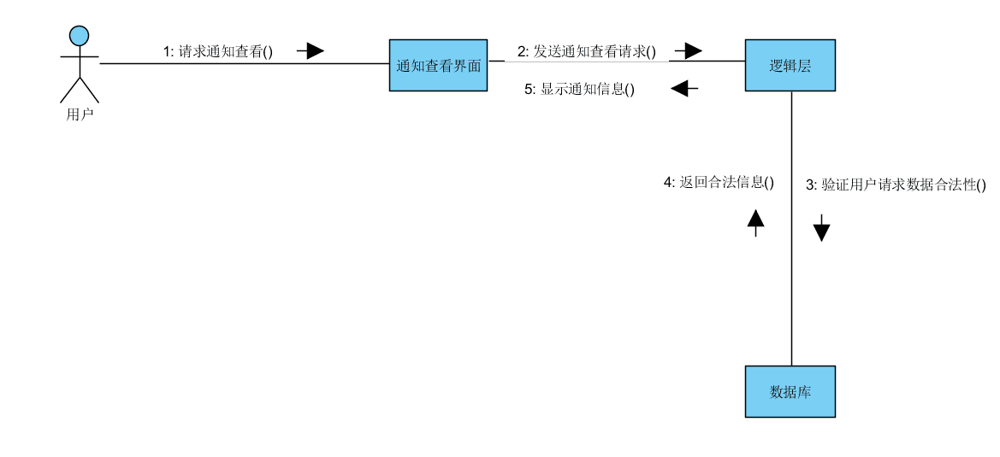 1: 请求通知查看()
通知查看界面
2: 发送通知查看请求()
逻辑层
5: 显示通知信息()
用户
4: 返回合法信息()
3: 验证用户请求数据合法性()
数据库